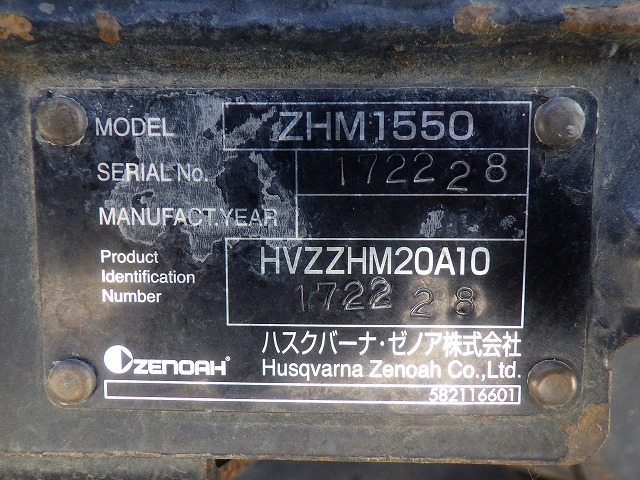 MODEL ZHM1550
SERIAL No. 172228
MANUFACT.YEAR
Product Identification Number HVZZHM20A10
172228
ZENOAH
ハスクバーナ・ゼノア株式会社
Husqvarna Zenoah Co.,Ltd.
582116601